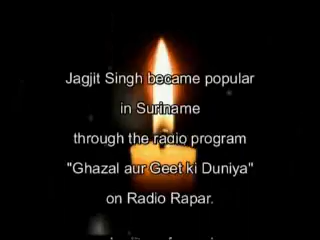 Jagjit Singh became popular
in Suriname
through the radio program
"Ghazal aur Geet ki Duniya"
on Radio Rapar.